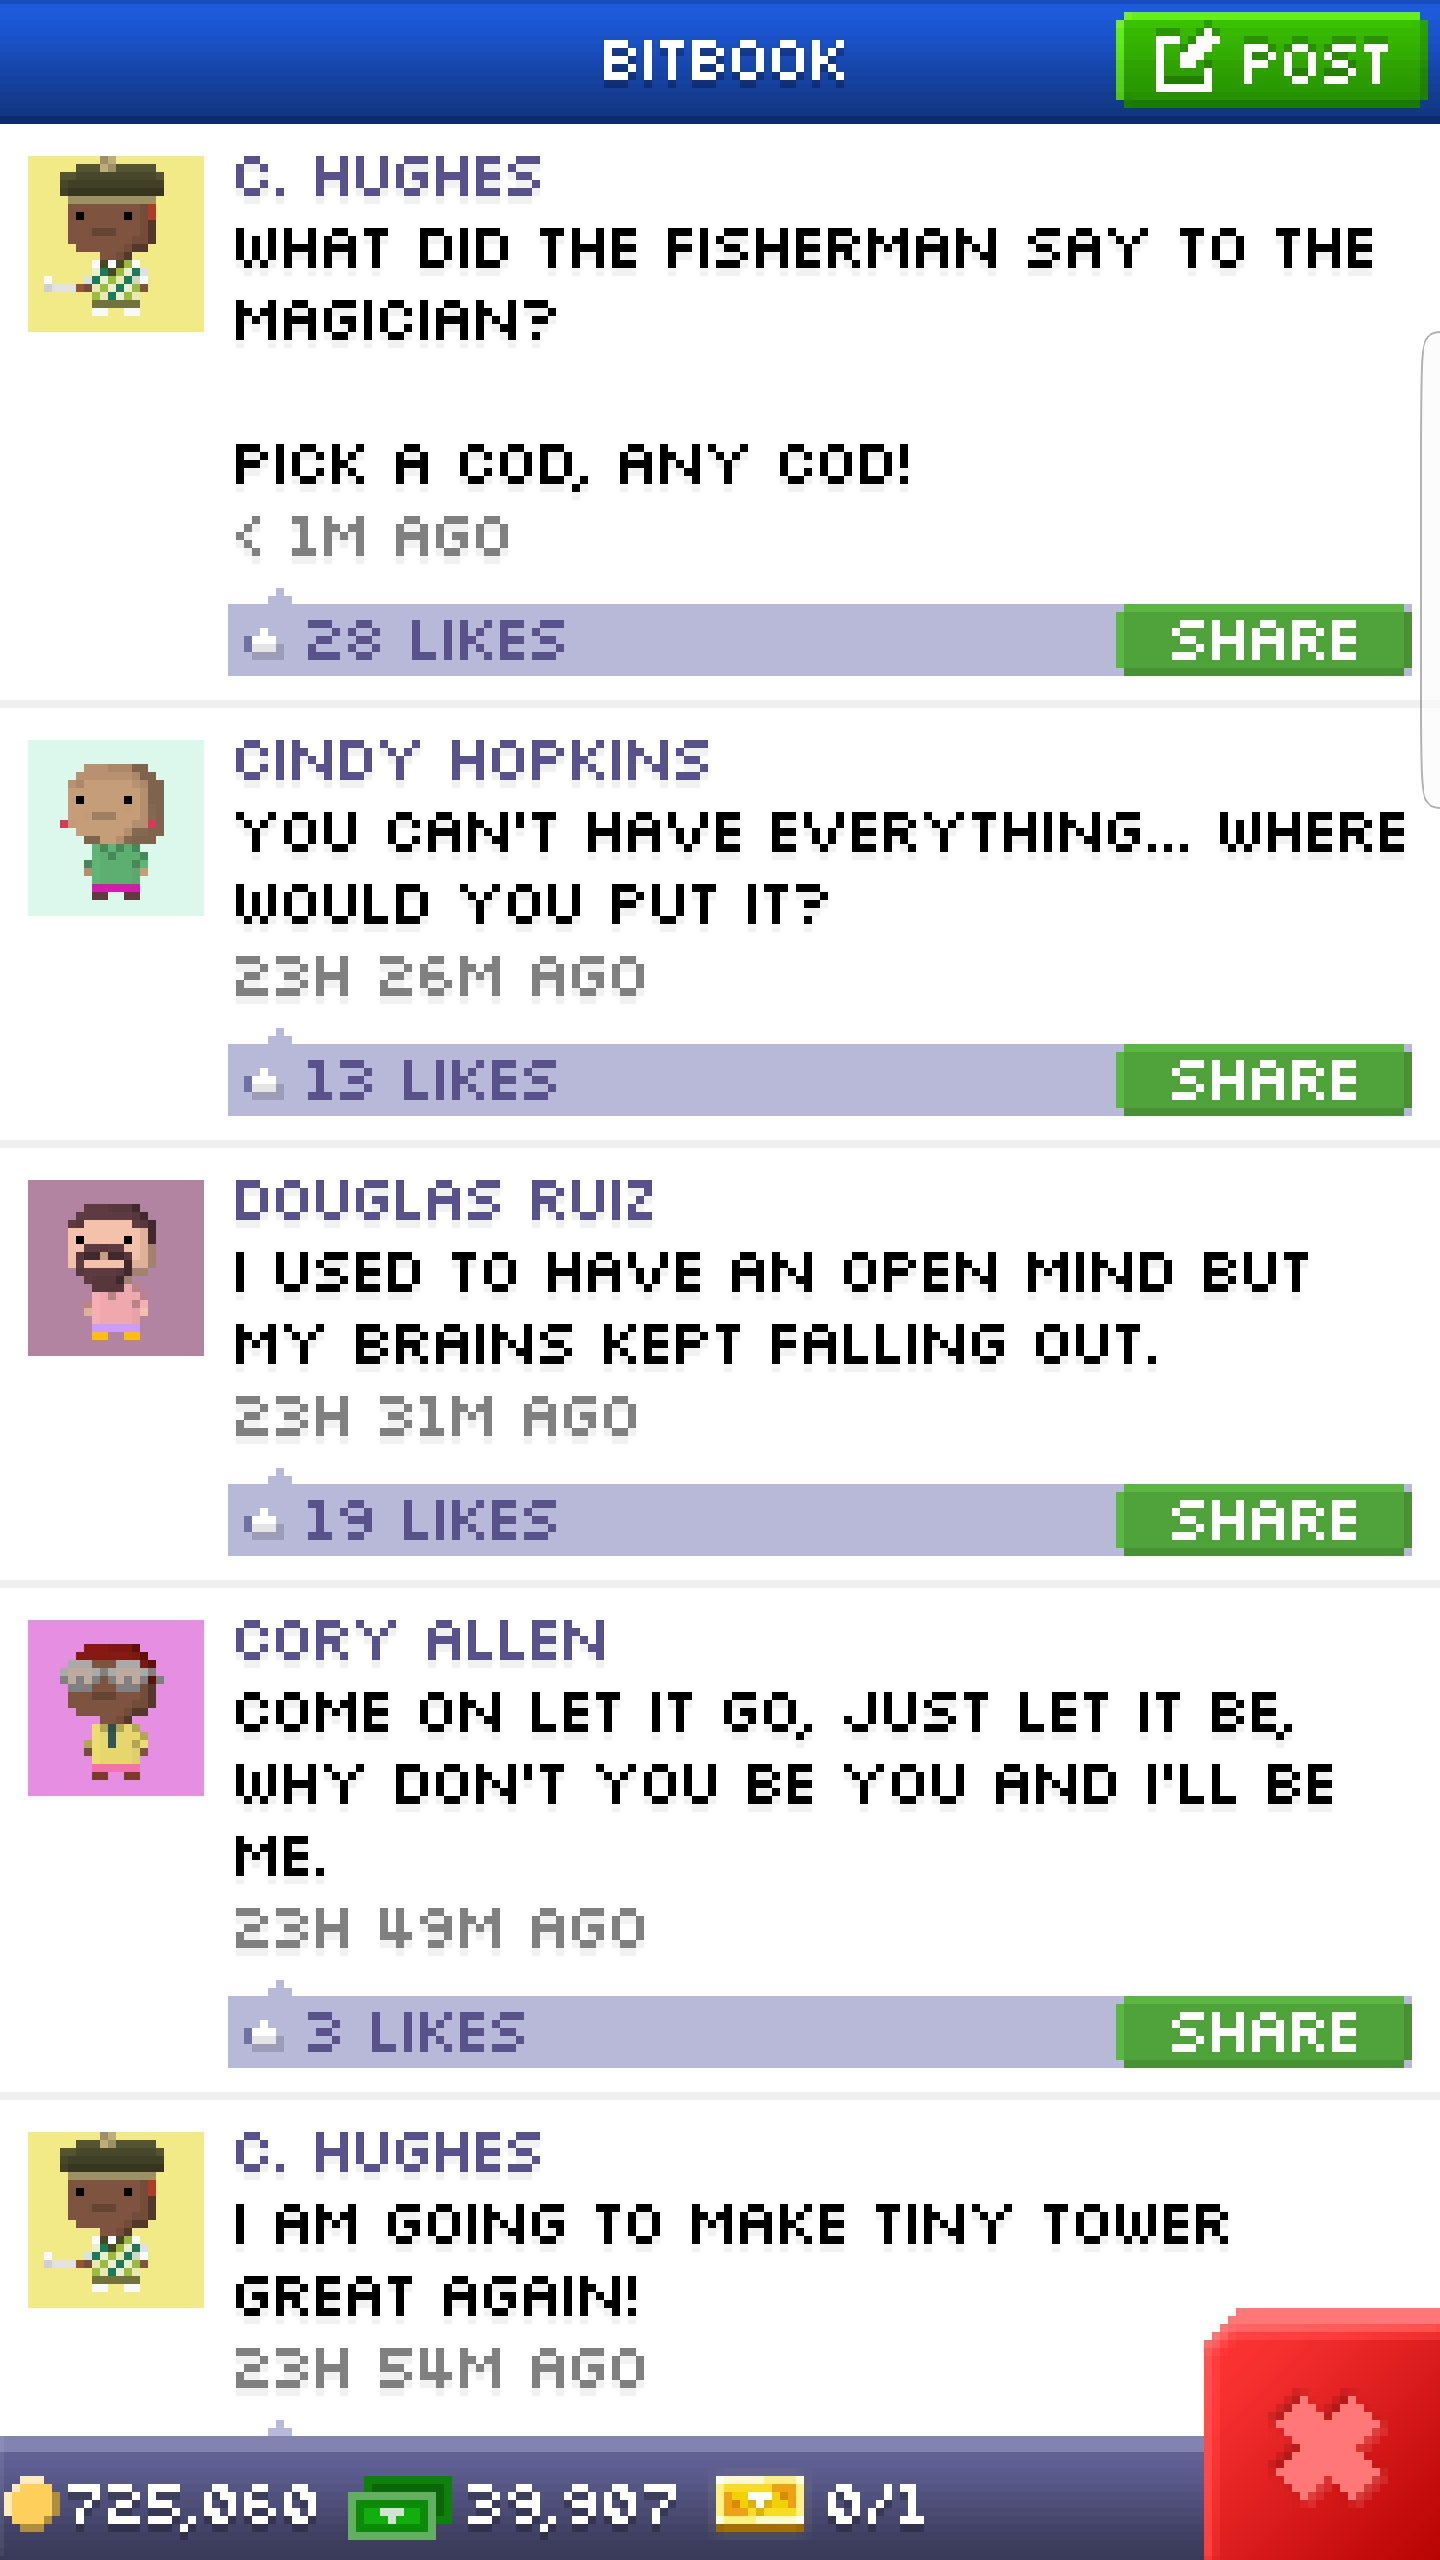 BITBOOK
POST
C. HUGHES
WHAT DID THE FISHERMAN SAY TO THE
MAGICIAN?
PICK A COD, ANY COD!
< 1M AGO
28 LIKES
SHARE
CINDY HOPKINS
YOU CAN'T HAVE EVERYTHING... WHERE
WOULD YOU PUT IT?
23H 26M AGO
13 LIKES
SHARE
DOUGLAS RUIZ
I USED TO HAVE AN OPEN MIND BUT
MY BRAINS KEPT FALLING OUT.
23H 31M AGO
19 LIKES
SHARE
CORY ALLEN
COME ON LET IT GO, JUST LET IT BE,
WHY DON'T YOU BE YOU AND I'LL BE
ME.
23H 49M AGO
3 LIKES
SHARE
C. HUGHES
I AM GOING TO MAKE TINY TOWER
GREAT AGAIN!
23H 54M AGO
725,060 39,907 0/1